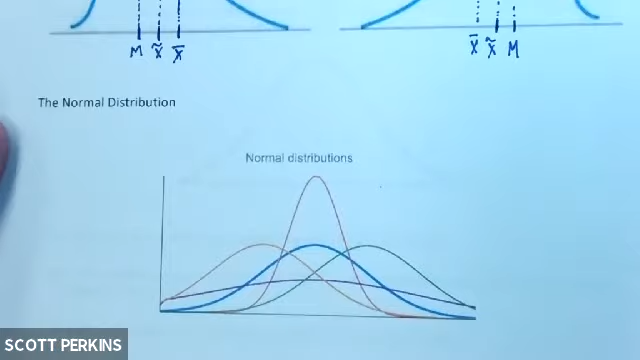 M x̃ x̄
x̄ x̃ M
The Normal Distribution
Normal distributions
SCOTT PERKINS